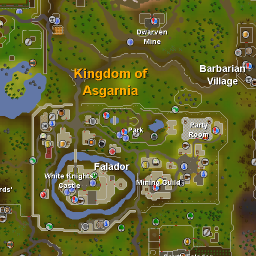 Dwarven
Mine
Kingdom of
Asgarnia
Barbarian
Village
Park
Party
Room
Falador
White Knights'
Castle
Mining Guild
rds'